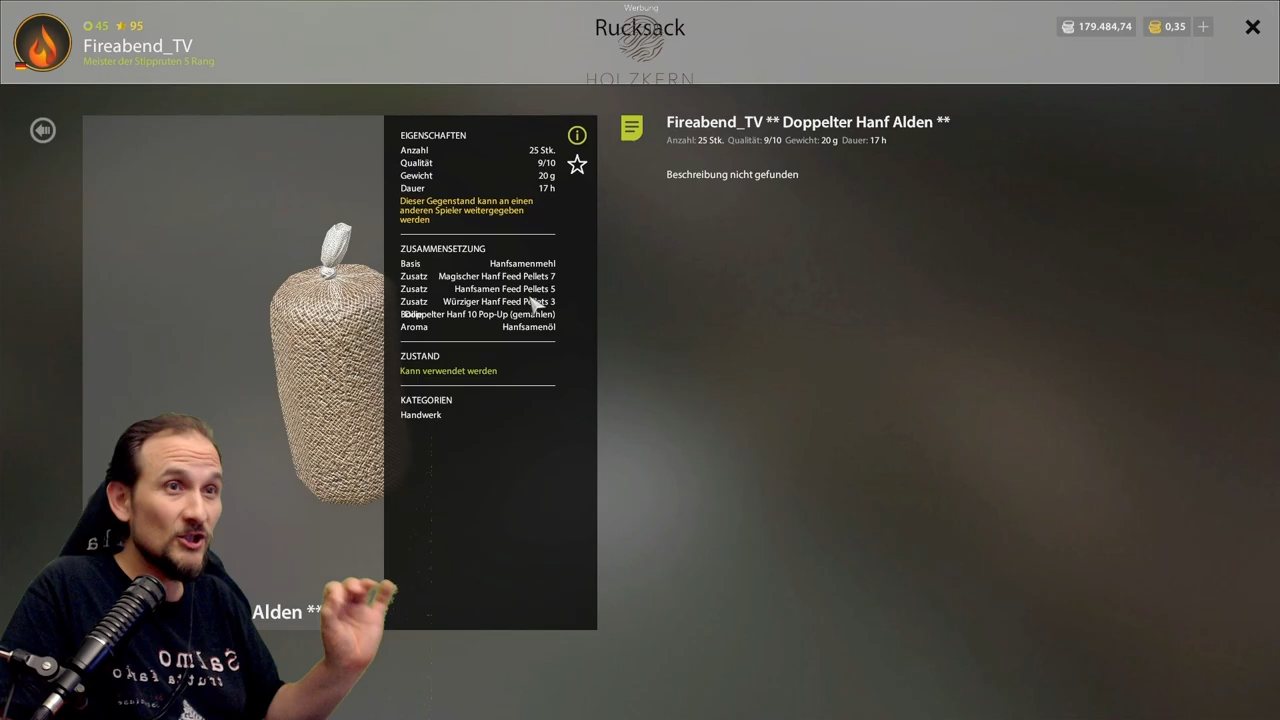 Werbung
45 95
Rucksack
Fireabend_TV
Meister der Stippruten 5 Rang
HOLZKERN
179.484,74
0,35
Fireabend_TV ** Doppelter Hanf Alden **
Anzahl: 25 Stk. Qualität: 9/10 Gewicht: 20 g Dauer: 17 h
Beschreibung nicht gefunden
EIGENSCHAFTEN
Anzahl 25 Stk.
Qualität 9/10
Gewicht 20 g
Dauer 17 h
Dieser Gegenstand kann an einen
anderen Spieler weitergegeben
werden
ZUSAMMENSETZUNG
Basis Hanfsamenmehl
Zusatz Magischer Hanf Feed Pellets 7
Zusatz Hanfsamen Feed Pellets 5
Zusatz Würziger Hanf Feed Pellets 3
Doppelter Hanf 10 Pop-Up (gemahlen)
Aroma Hanfsamenöl
ZUSTAND
Kann verwendet werden
KATEGORIEN
Handwerk
Alden **
Salmo
trutta fario